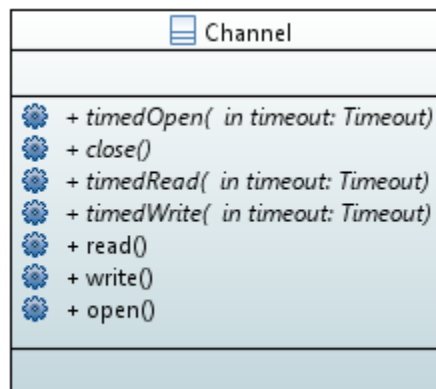 Channel
+ timedOpen( in timeout: Timeout)
+ close()
+ timedRead( in timeout: Timeout)
+ timedWrite( in timeout: Timeout)
+ read()
+ write()
+ open()